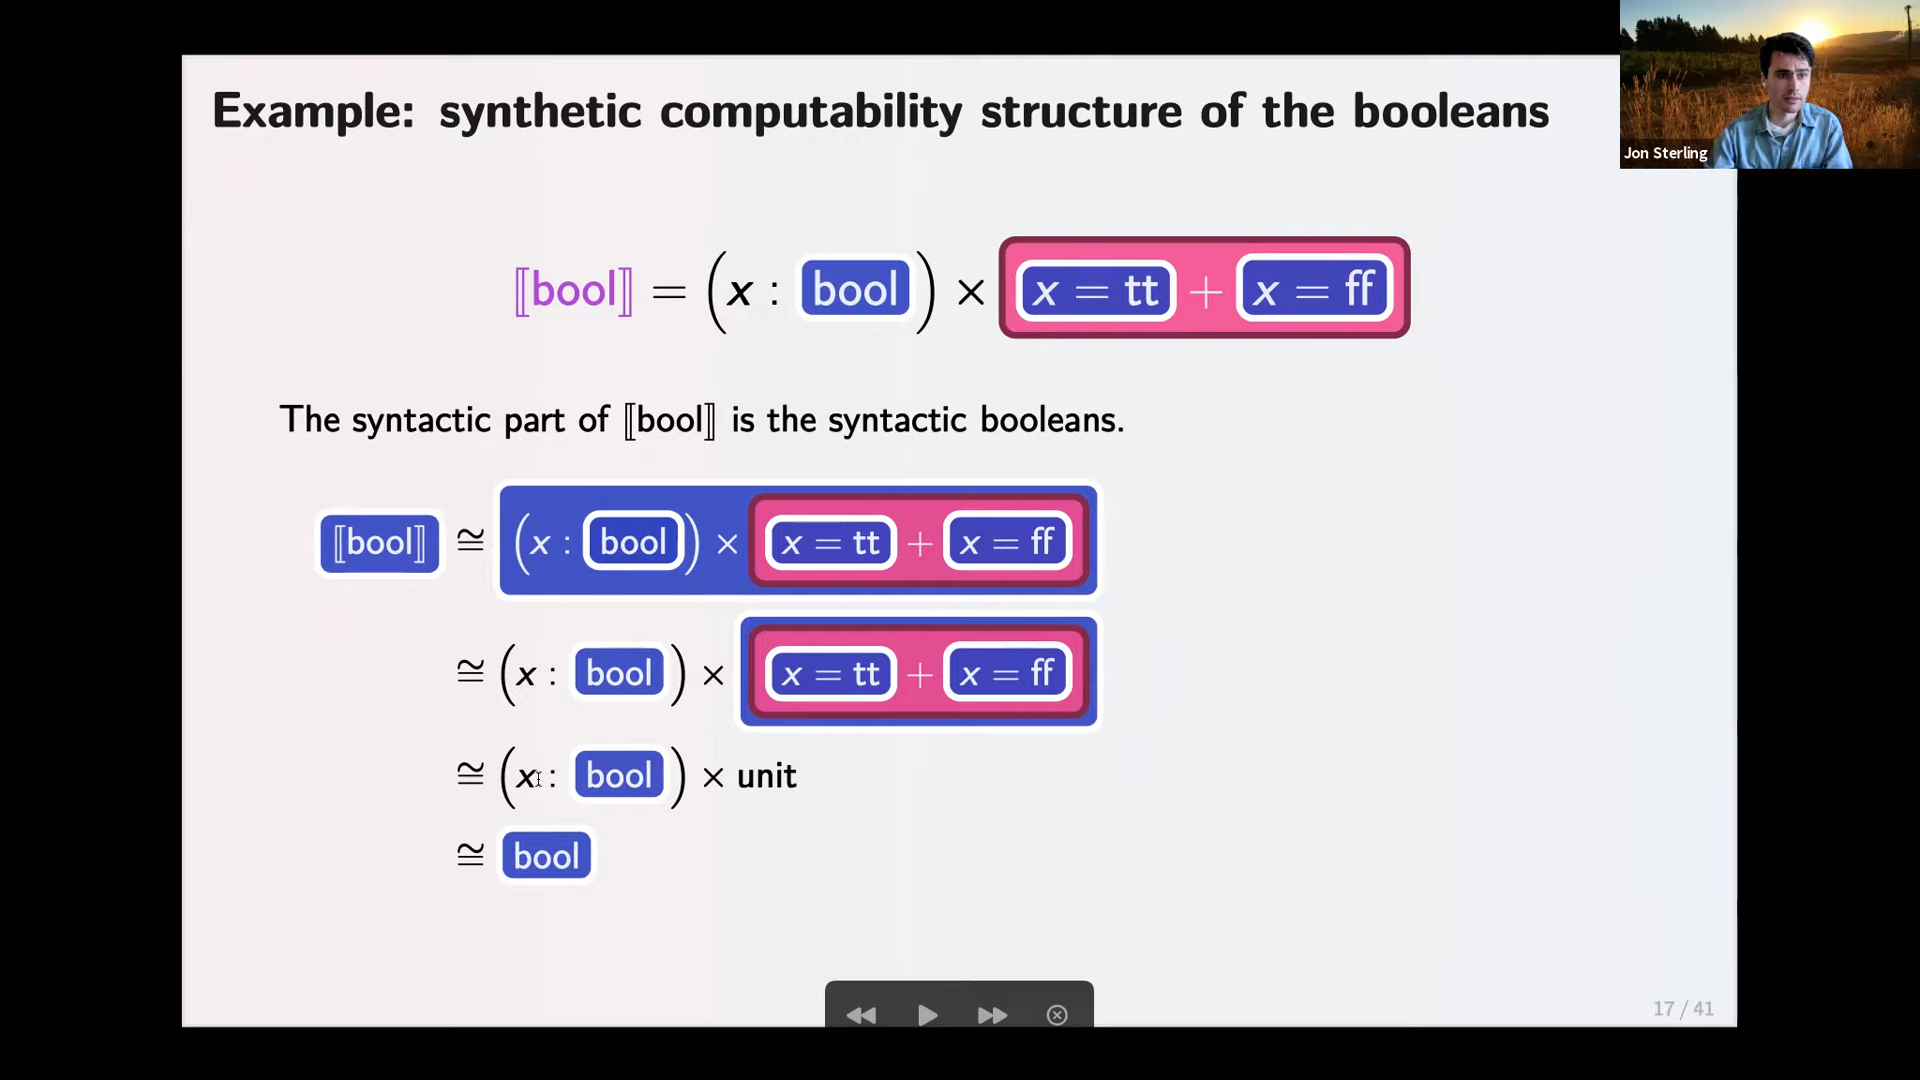 Example: synthetic computability structure of the booleans
Jon Sterling
⟦bool⟧ = (x : bool) × x = tt + x = ff
The syntactic part of ⟦bool⟧ is the syntactic booleans.
⟦bool⟧ ≅ (x : bool) × x = tt + x = ff
≅ (x : bool) × x = tt + x = ff
≅ (x : bool) × unit
≅ bool
17 / 41